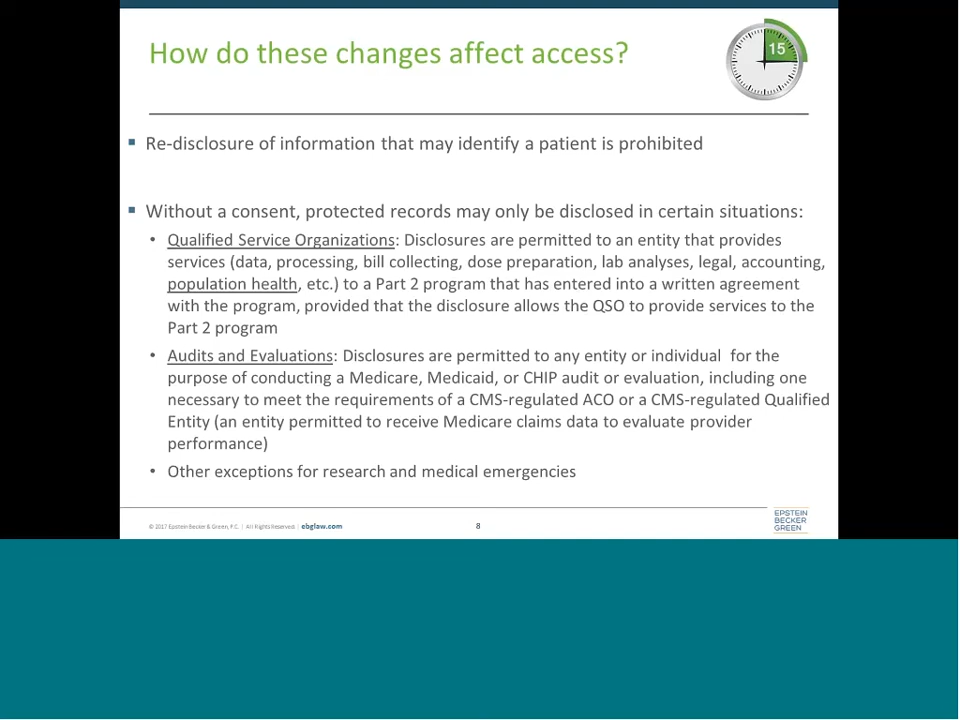 How do these changes affect access?
15
▪ Re-disclosure of information that may identify a patient is prohibited
▪ Without a consent, protected records may only be disclosed in certain situations:
• Qualified Service Organizations: Disclosures are permitted to an entity that provides
services (data, processing, bill collecting, dose preparation, lab analyses, legal, accounting,
population health, etc.) to a Part 2 program that has entered into a written agreement
with the program, provided that the disclosure allows the QSO to provide services to the
Part 2 program
• Audits and Evaluations: Disclosures are permitted to any entity or individual for the
purpose of conducting a Medicare, Medicaid, or CHIP audit or evaluation, including one
necessary to meet the requirements of a CMS-regulated ACO or a CMS-regulated Qualified
Entity (an entity permitted to receive Medicare claims data to evaluate provider
performance)
• Other exceptions for research and medical emergencies
© 2017 Epstein Becker & Green, P.C. | All Rights Reserved. | ebglaw.com
8
EPSTEIN
BECKER
GREEN